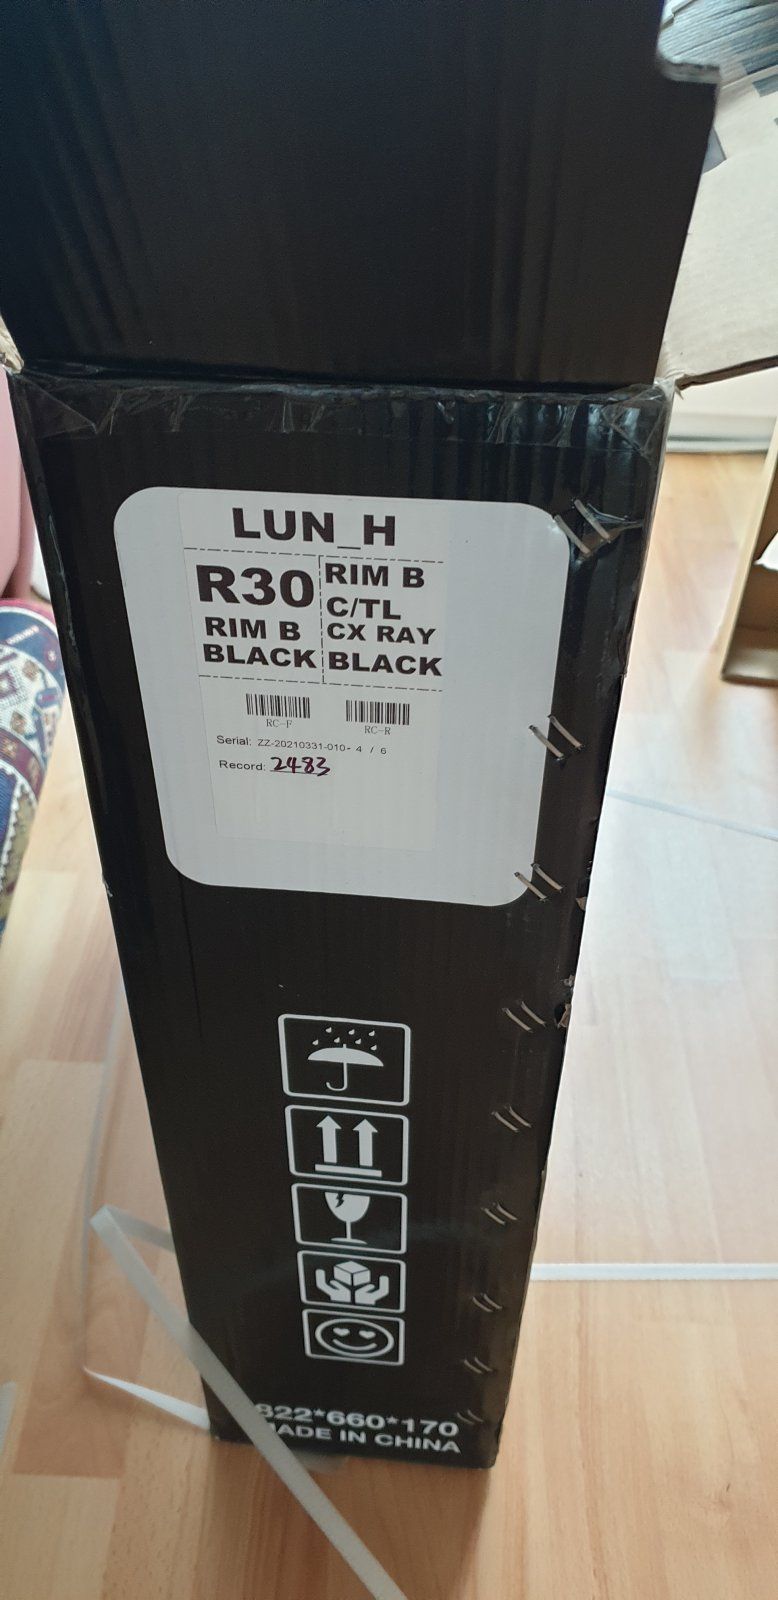 LUN_H
R30
RIM B
BLACK
RIM B
C/TL
CX RAY
BLACK
RC-F
RC-R
Serial: ZZ-20210331-010- 4 / 6
Record: 2483
822*660*170
MADE IN CHINA